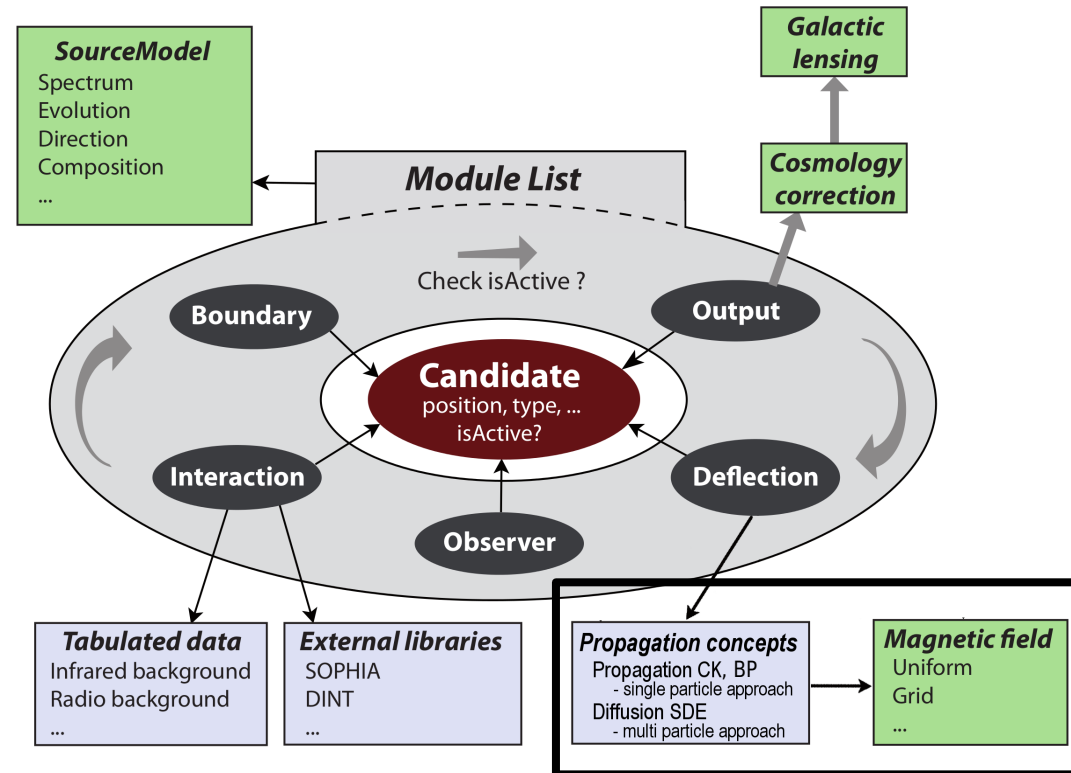 SourceModel
Spectrum
Evolution
Direction
Composition
...
Galactic
lensing
Cosmology
correction
Module List
Check isActive ?
Boundary
Output
Candidate
position, type, ...
isActive?
Interaction
Deflection
Observer
Tabulated data
Infrared background
Radio background
...
External libraries
SOPHIA
DINT
...
Propagation concepts
Propagation CK, BP
- single particle approach
Diffusion SDE
- multi particle approach
Magnetic field
Uniform
Grid
...